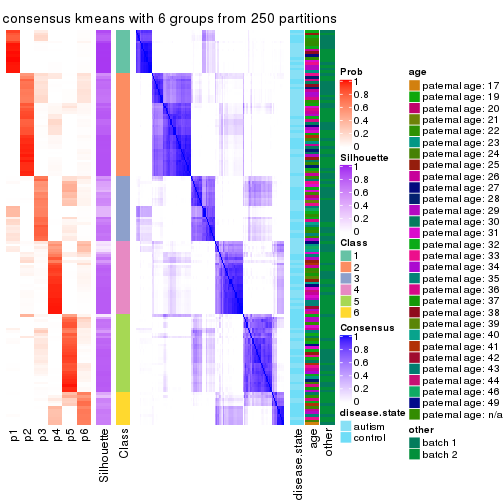 consensus kmeans with 6 groups from 250 partitions
p1
p2
p3
p4
p5
p6
Silhouette
Class
disease.state
age
other
Prob
1
0.8
0.6
0.4
0.2
0
Silhouette
1
0.8
0.6
0.4
0.2
0
Class
1
2
3
4
5
6
Consensus
1
0.8
0.6
0.4
0.2
0
disease.state
autism
control
age
paternal age: 17
paternal age: 19
paternal age: 20
paternal age: 21
paternal age: 22
paternal age: 23
paternal age: 24
paternal age: 25
paternal age: 26
paternal age: 27
paternal age: 28
paternal age: 29
paternal age: 30
paternal age: 31
paternal age: 32
paternal age: 33
paternal age: 34
paternal age: 35
paternal age: 36
paternal age: 37
paternal age: 38
paternal age: 39
paternal age: 40
paternal age: 41
paternal age: 42
paternal age: 43
paternal age: 44
paternal age: 46
paternal age: 49
paternal age: n/a
other
batch 1
batch 2